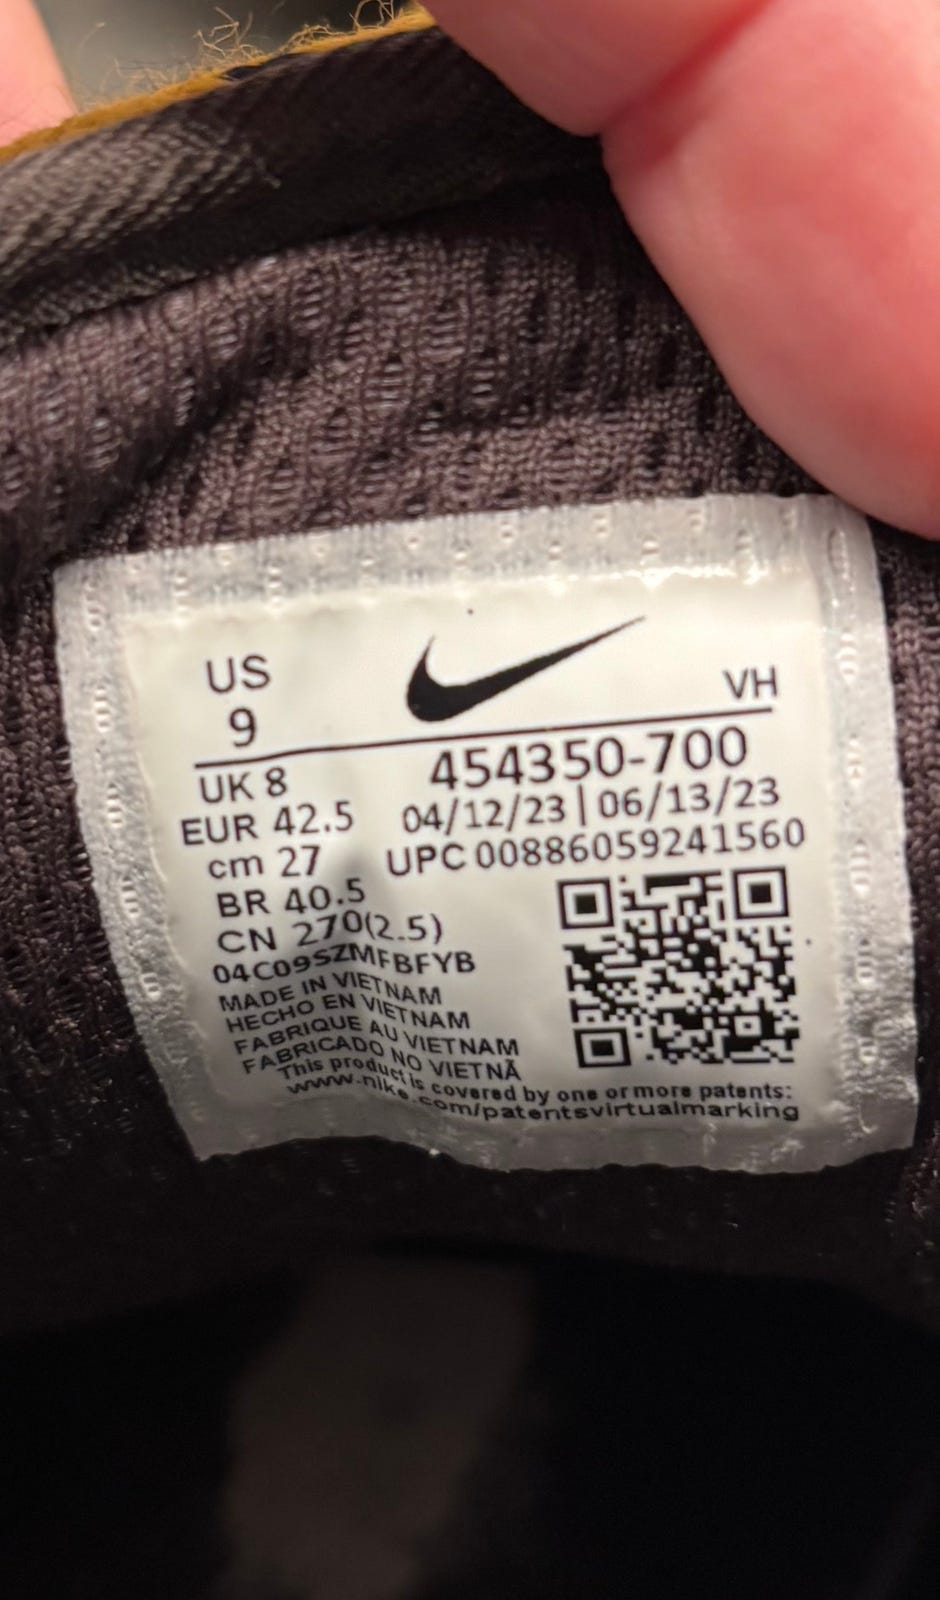 US
9
VH
UK 8
EUR 42.5
cm 27
BR 40.5
CN 270(2.5)
454350-700
04/12/23 | 06/13/23
UPC 00886059241560
04C09SZMFBFYB
MADE IN VIETNAM
HECHO EN VIETNAM
FABRIQUE AU VIETNAM
FABRICADO NO VIETNÃ
This product is covered by one or more patents:
www.nike.com/patentsvirtualmarking